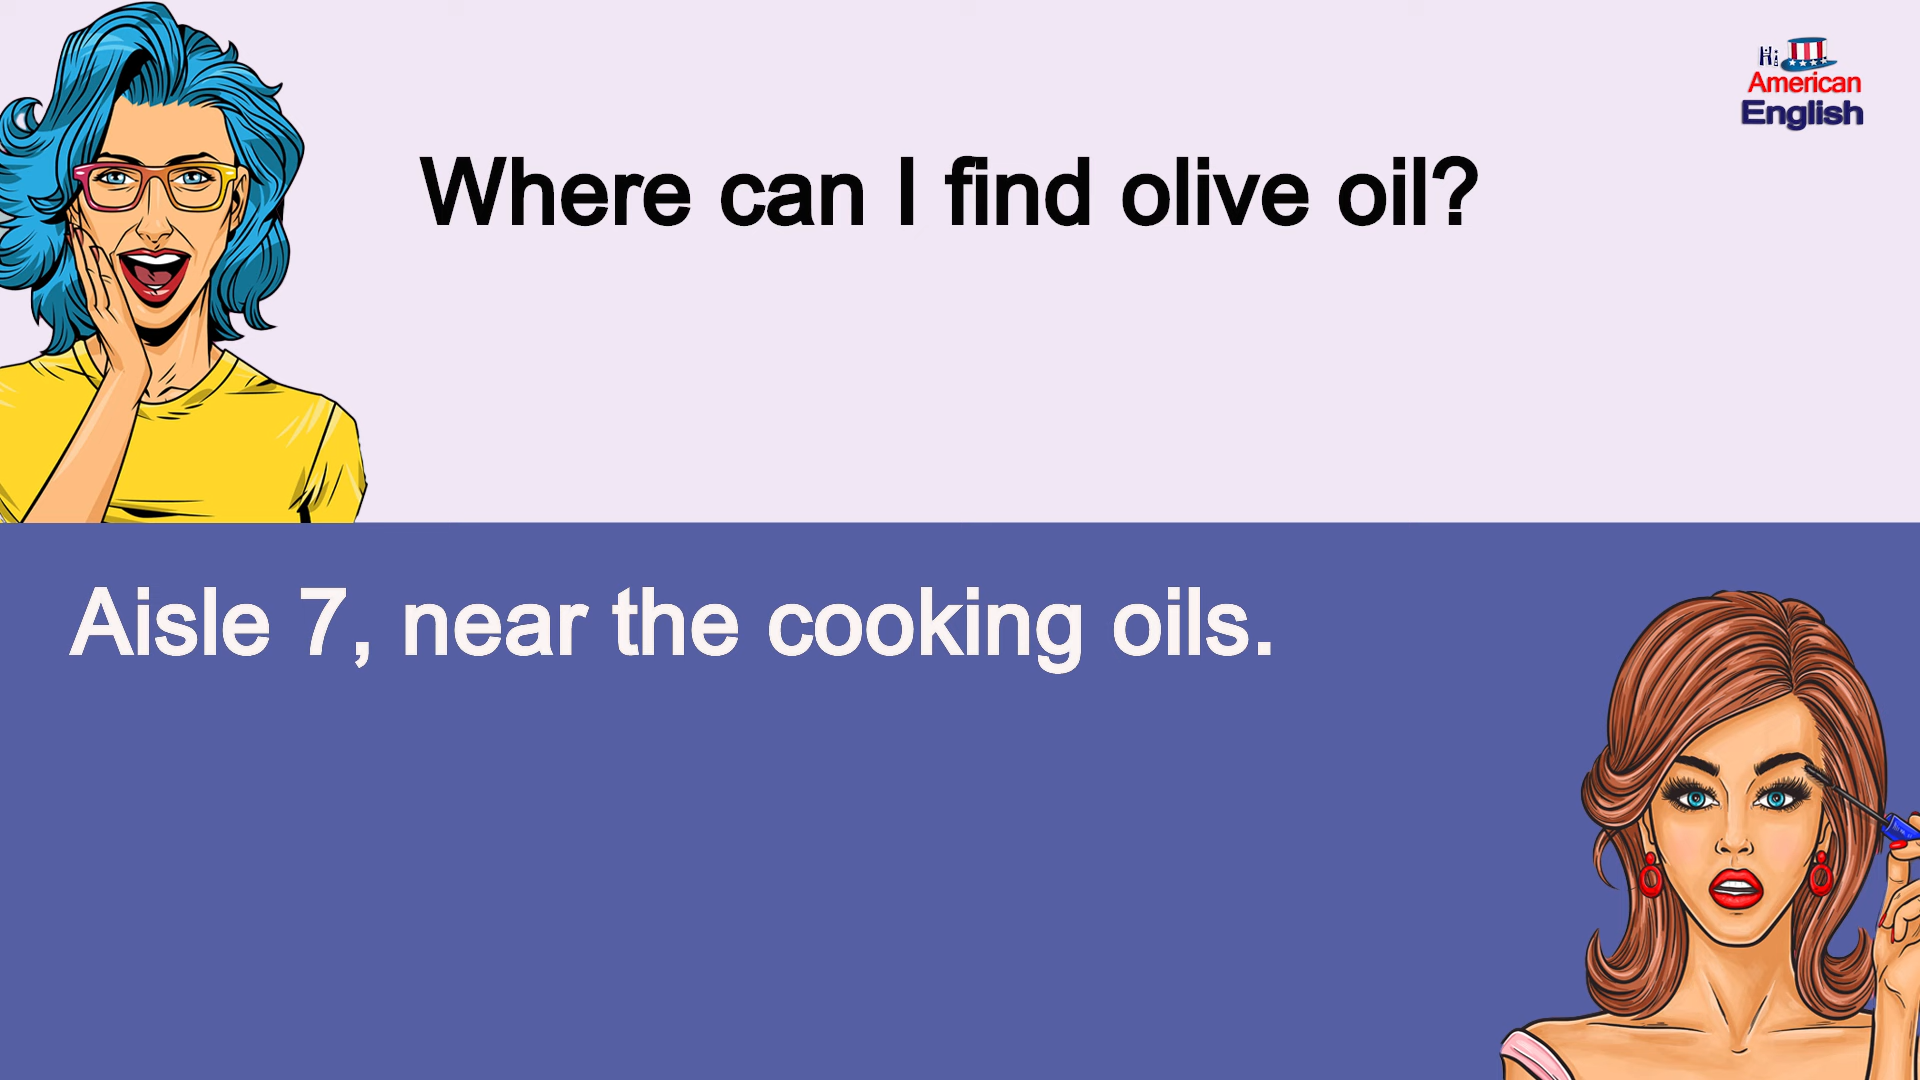 Hi
American
English
Where can I find olive oil?
Aisle 7, near the cooking oils.